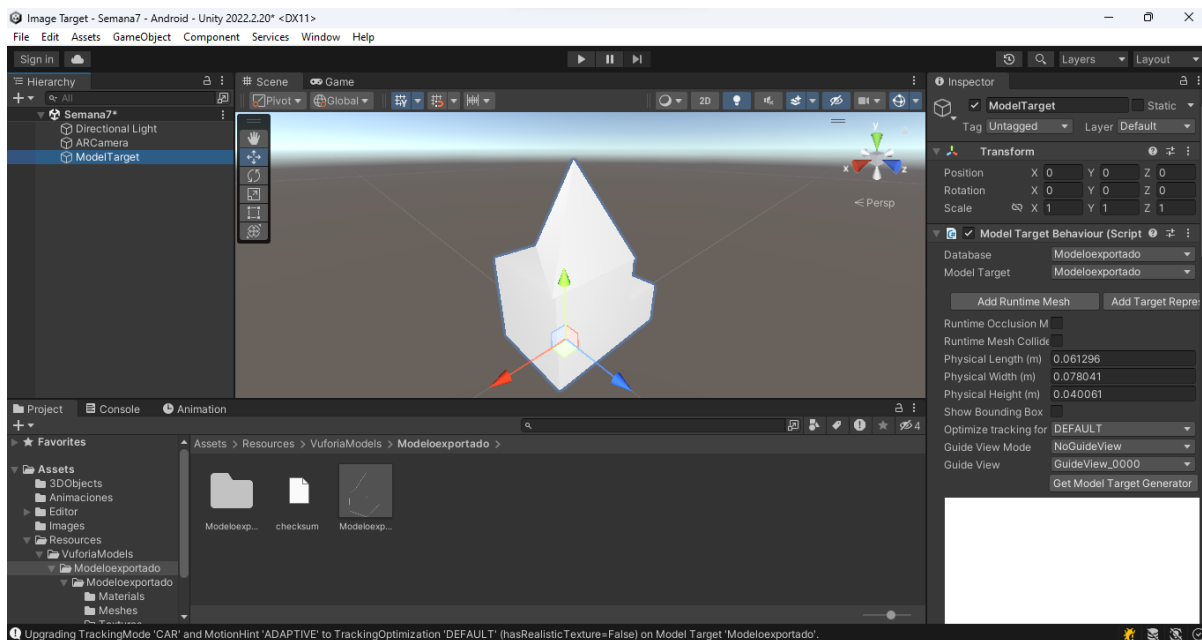 Image Target - Semana7 - Android - Unity 2022.2.20* <DX11>
File Edit Assets GameObject Component Services Window Help
Sign in
Layers Layout
Hierarchy
All
Semana7*
Directional Light
ARCamera
ModelTarget
Scene Game
Pivot Global 2D
y
x z
Persp
Inspector
ModelTarget Static
Tag Untagged Layer Default
Transform
Position X 0 Y 0 Z 0
Rotation X 0 Y 0 Z 0
Scale X 1 Y 1 Z 1
Model Target Behaviour (Script
Database Modeloexportado
Model Target Modeloexportado
Add Runtime Mesh Add Target Repre
Runtime Occlusion M
Runtime Mesh Collide
Physical Length (m) 0.061296
Physical Width (m) 0.078041
Physical Height (m) 0.040061
Show Bounding Box
Optimize tracking for DEFAULT
Guide View Mode NoGuideView
Guide View GuideView_0000
Get Model Target Generator
Project Console Animation
4
Favorites
Assets
3DObjects
Animaciones
Editor
Images
Resources
VuforiaModels
Modeloexportado
Modeloexportado
Materials
Meshes
Assets > Resources > VuforiaModels > Modeloexportado >
Modeloexp... checksum Modeloexp...
Upgrading TrackingMode 'CAR' and MotionHint 'ADAPTIVE' to TrackingOptimization 'DEFAULT' (hasRealisticTexture=False) on Model Target 'Modeloexportado'.